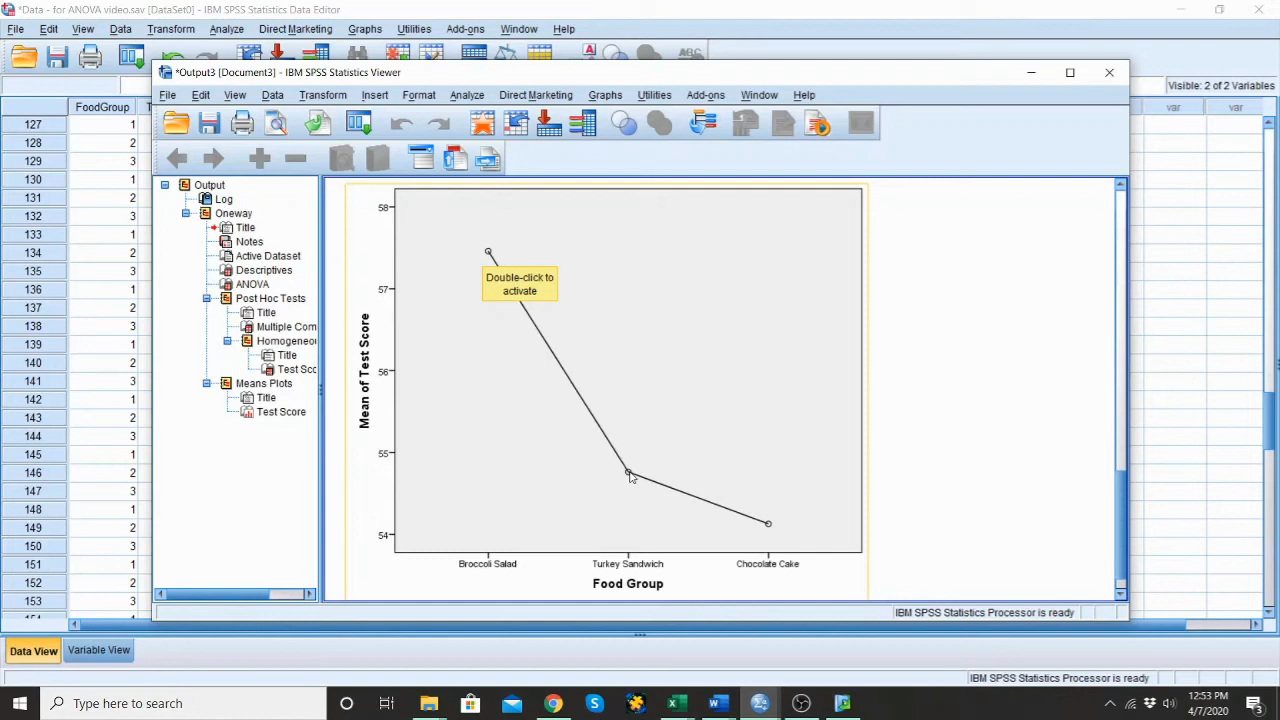 *Data - for ANOVA video.sav [DataSet0] - IBM SPSS Statistics Data Editor
File Edit View Data Transform Analyze Direct Marketing Graphs Utilities Add-ons Window Help
Visible: 2 of 2 Variables
*Output3 [Document3] - IBM SPSS Statistics Viewer
File Edit View Data Transform Insert Format Analyze Direct Marketing Graphs Utilities Add-ons Window Help
FoodGroup T var var
127 1
128 2
129 3
130 1
131 2
132 3
133 1
134 2
135 3
136 1
137 2
138 3
139 1
140 2
141 3
142 1
143 2
144 3
145 1
146 2
147 3
148 1
149 2
150 3
151 1
152 2
153 3
Output
Log
Oneway
Title
Notes
Active Dataset
Descriptives
ANOVA
Post Hoc Tests
Title
Multiple Com
Homogeneou
Title
Test Sco
Means Plots
Title
Test Score
58
57
56
55
54
Mean of Test Score
Double-click to
activate
Broccoli Salad Turkey Sandwich Chocolate Cake
Food Group
IBM SPSS Statistics Processor is ready
Data View Variable View
IBM SPSS Statistics Processor is ready
Type here to search
12:53 PM
4/7/2020